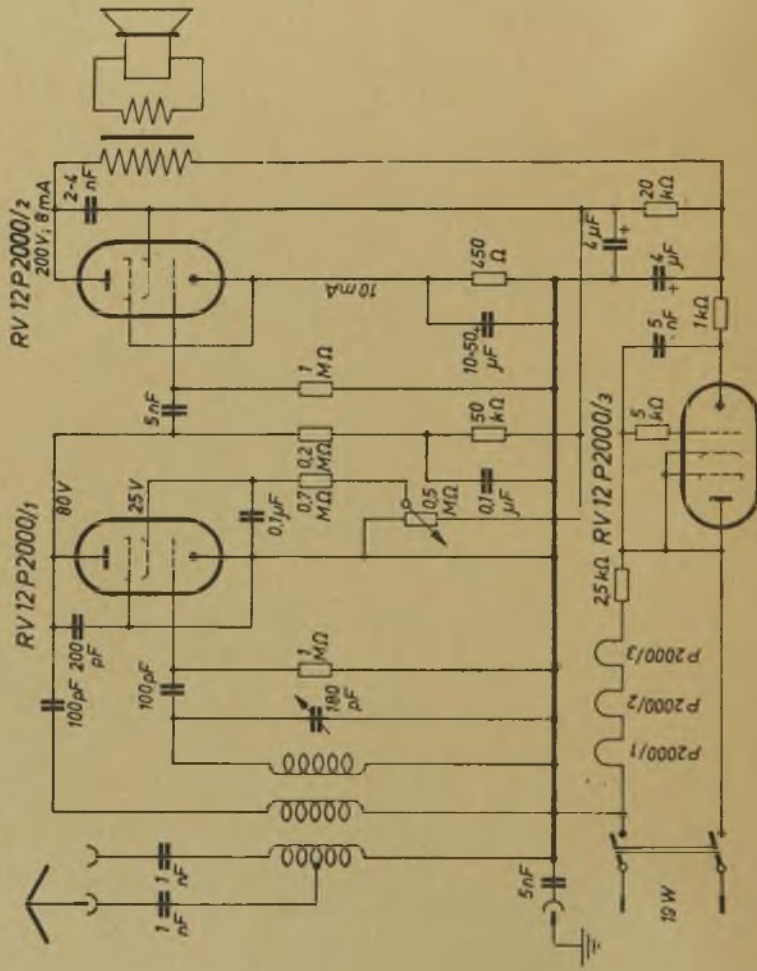 RV 12 P2000/1
RV 12 P2000/2
200V; 8mA
2-4
nF
80V
25V
200
pF
100pF
100pF
5nF
0,1µF
0,7
MΩ
0,2
MΩ
1
MΩ
10mA
1
MΩ
180
pF
0,5
MΩ
0,1
µF
50
kΩ
10-50
µF
450
Ω
4µF
+
4
µF
+
20
kΩ
1
nF
1
nF
5nF
19W
P2000/1
P2000/2
P2000/3
2,5kΩ
RV 12 P2000/3
5
kΩ
5
nF
1kΩ